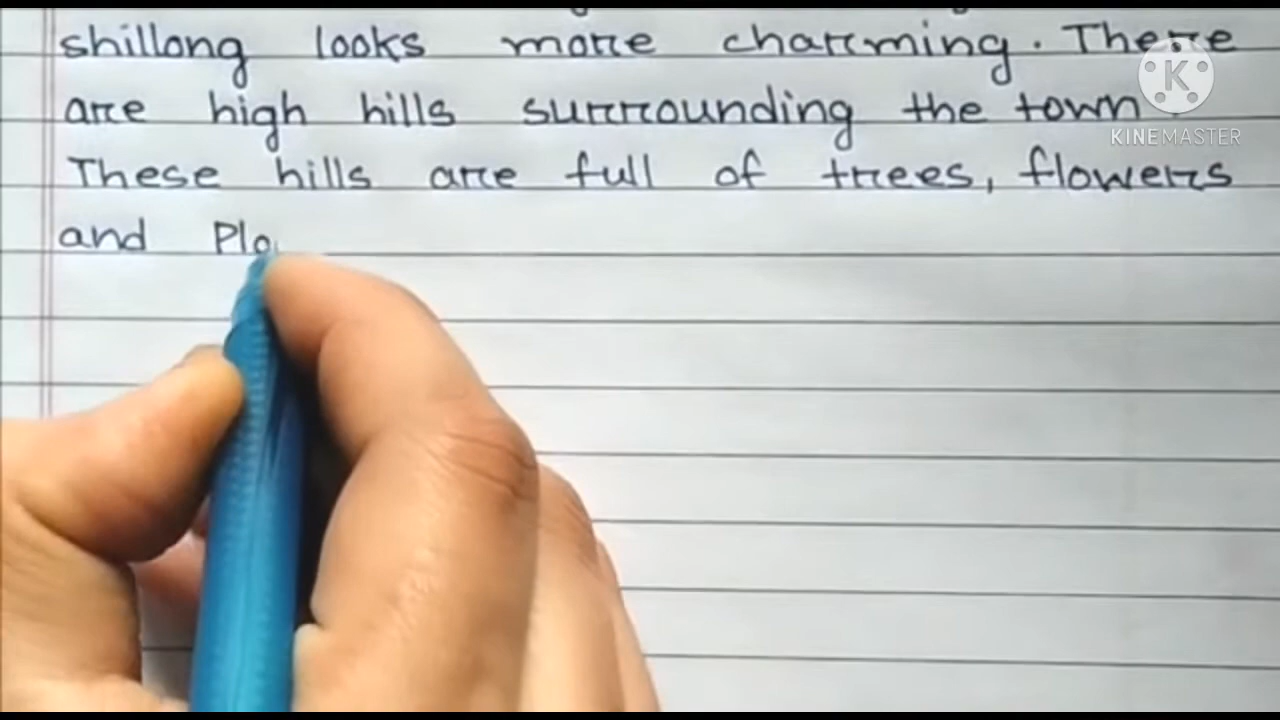 shillong looks more charming. There
are high hills surrounding the town
These hills are full of trees, flowers
and
KINEMASTER